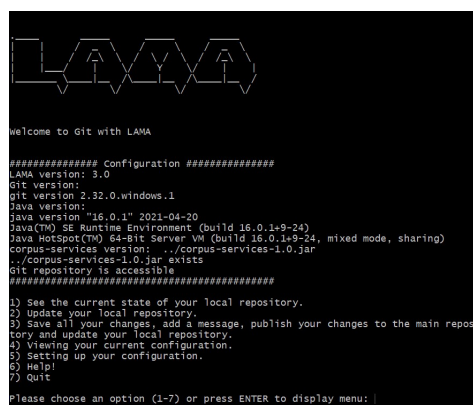 LAMA
Welcome to Git with LAMA
############### Configuration ###############
LAMA version: 3.0
Git version:
git version 2.32.0.windows.1
Java version:
java version "16.0.1" 2021-04-20
Java(TM) SE Runtime Environment (build 16.0.1+9-24)
Java HotSpot(TM) 64-Bit Server VM (build 16.0.1+9-24, mixed mode, sharing)
corpus-services version:  ../corpus-services-1.0.jar
../corpus-services-1.0.jar exists
Git repository is accessible
#############################################
1) See the current state of your local repository.
2) Update your local repository.
3) Save all your changes, add a message, publish your changes to the main repos
tory and update your local repository.
4) Viewing your current configuration.
5) Setting up your configuration.
6) Help!
7) Quit
Please choose an option (1-7) or press ENTER to display menu: